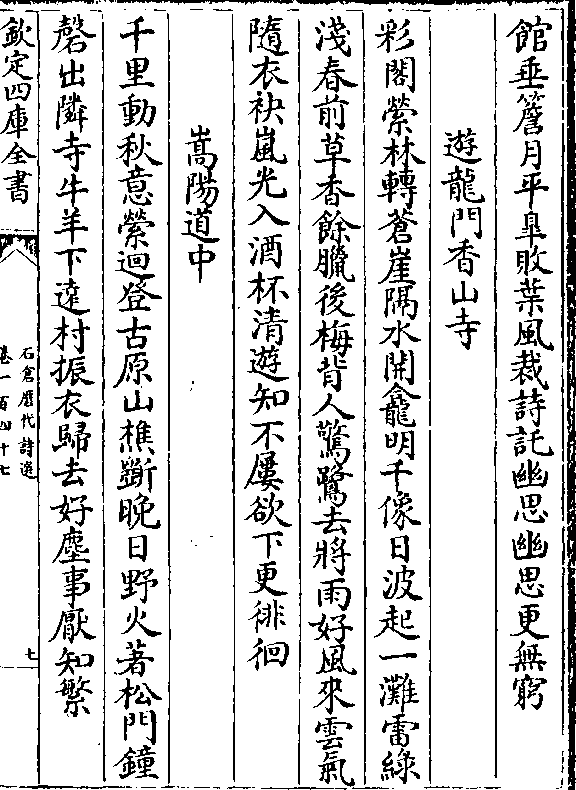 館垂簷月平臯敗葉風裁詩託幽思幽思更無窮
遊龍門香山寺
彩閣縈林轉蒼崖隔水開龕明千像日波起一灘雷綠
淺春前草香餘臘後梅背人驚鷺去將雨好風來雲氣
隨衣袂嵐光入酒杯清遊知不屢欲下更徘徊
嵩陽道中
千里動秋意縈迴登古原山樵斷晚日野火著松門鐘
磬出隣寺牛羊下遠村振衣歸去好塵事厭知繁
欽定四庫全書
石倉歷代詩選
卷一百四十七
七